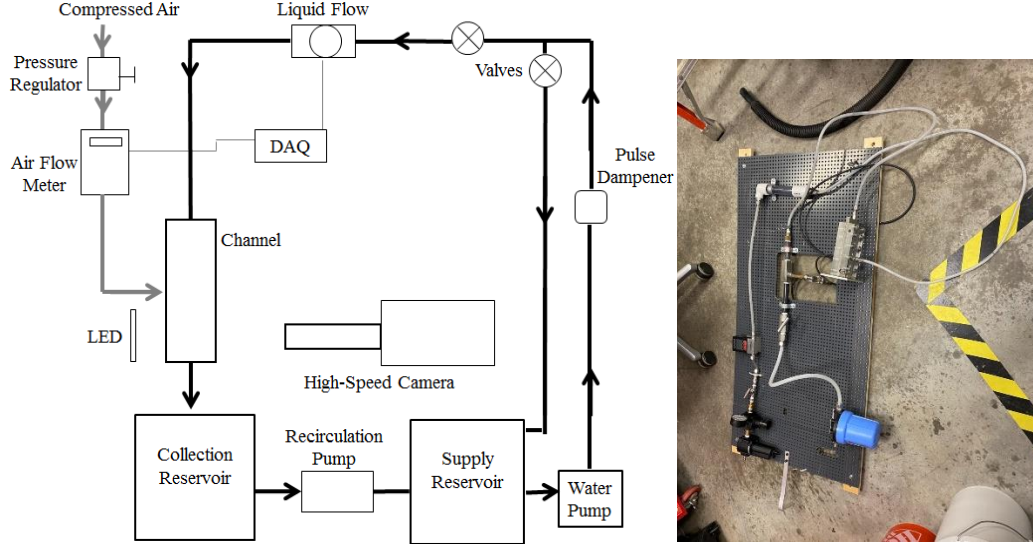 Compressed Air
Liquid Flow
Pressure
Regulator
Valves
DAQ
Air Flow
Meter
Pulse
Dampener
Channel
LED
High-Speed Camera
Collection
Reservoir
Recirculation
Pump
Supply
Reservoir
Water
Pump